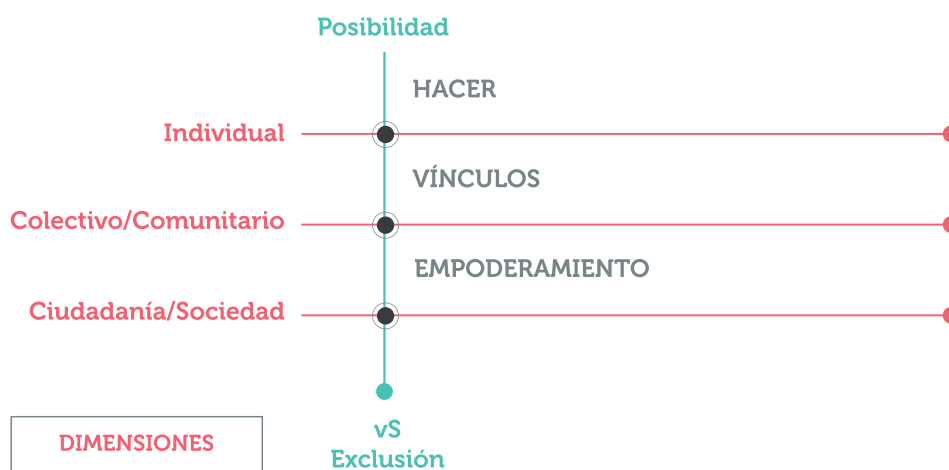 Posibilidad
HACER
Individual
VÍNCULOS
Colectivo/Comunitario
EMPODERAMIENTO
Ciudadanía/Sociedad
vS
Exclusión
DIMENSIONES